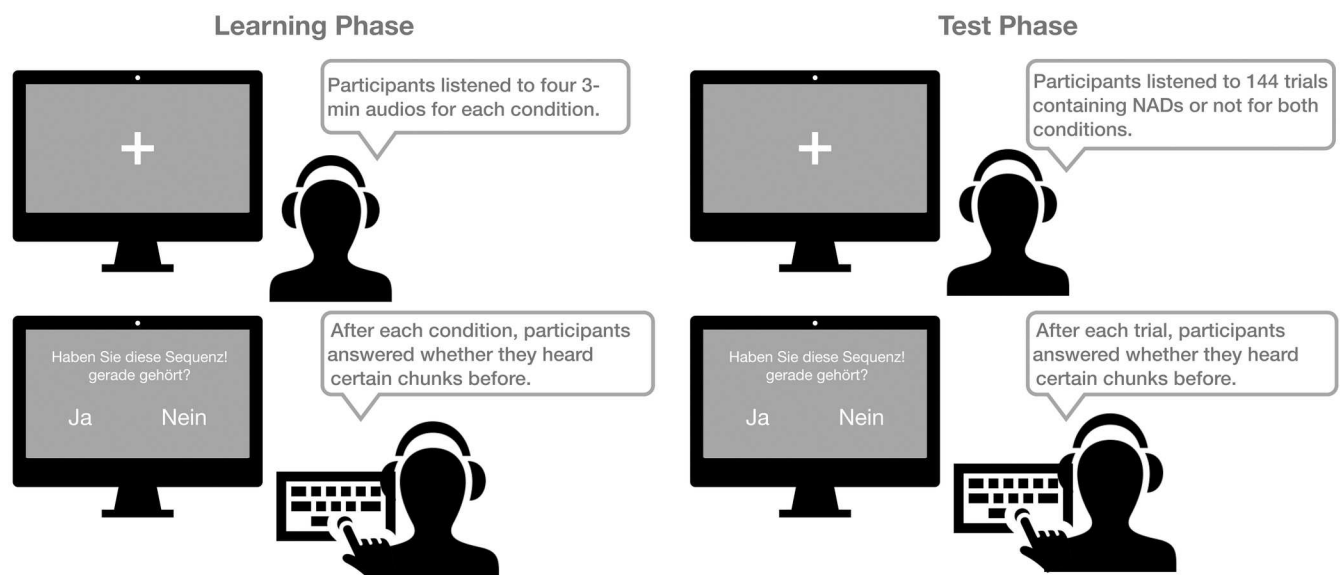 Learning Phase
Participants listened to four 3-
min audios for each condition.
Haben Sie diese Sequenz!
gerade gehört?
Ja Nein
After each condition, participants
answered whether they heard
certain chunks before.
Test Phase
Participants listened to 144 trials
containing NADs or not for both
conditions.
Haben Sie diese Sequenz!
gerade gehört?
Ja Nein
After each trial, participants
answered whether they heard
certain chunks before.